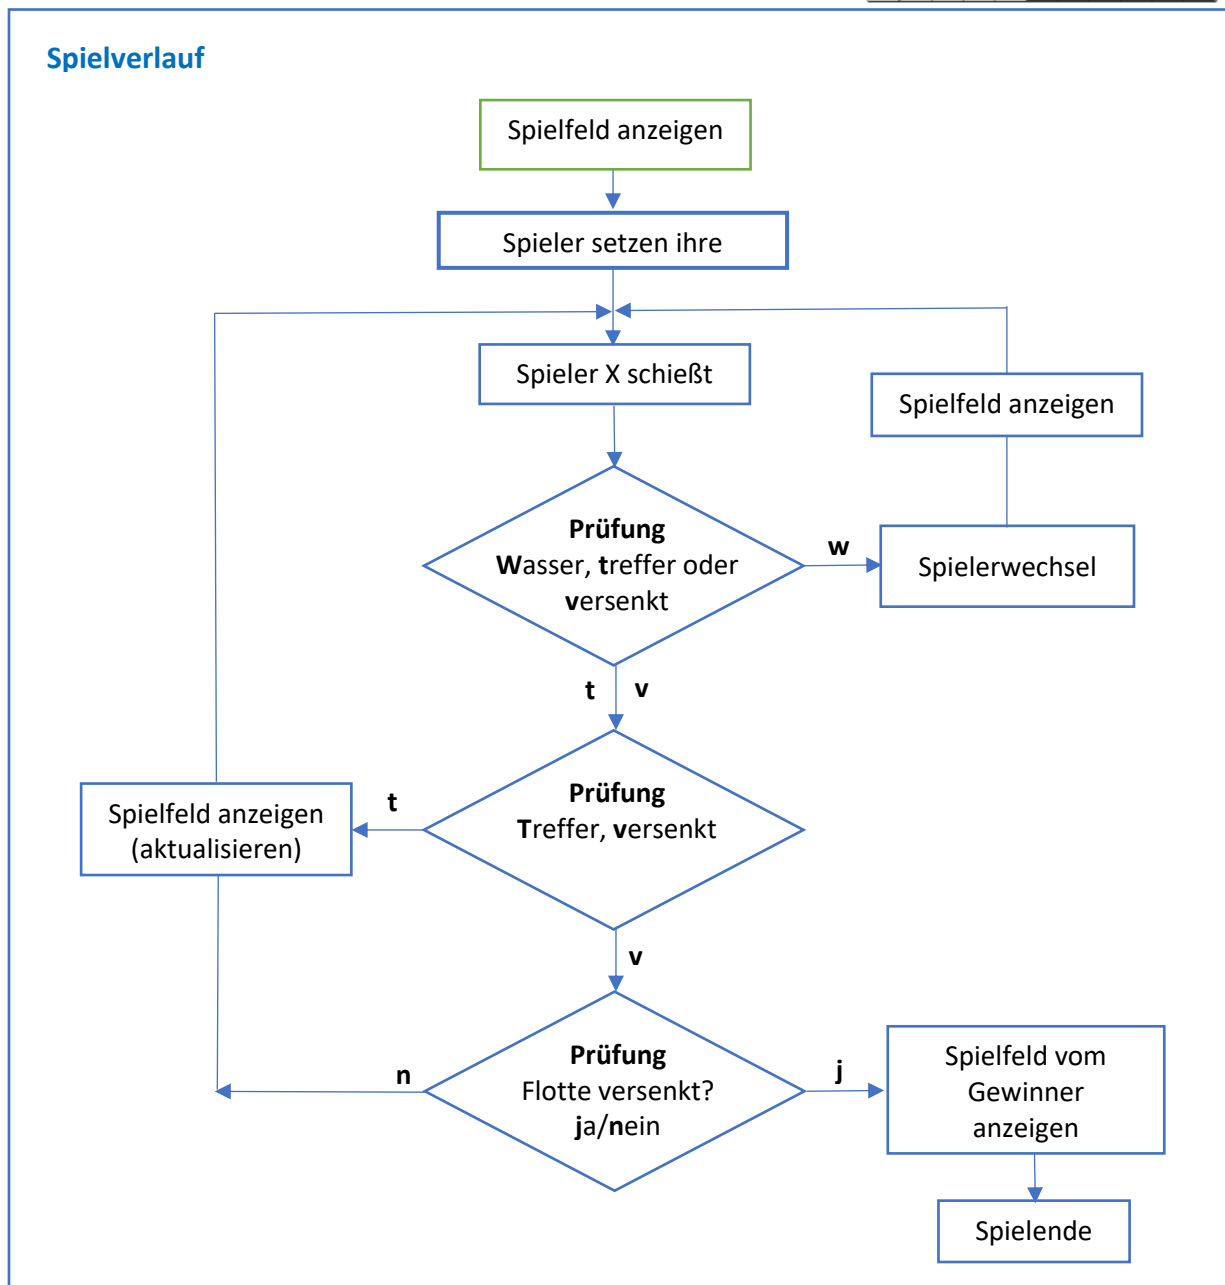 Spielverlauf
Spielfeld anzeigen
Spieler setzen ihre
Spieler X schießt
Spielfeld anzeigen
Prüfung
Wasser, treffer oder
versenkt
w
Spielerwechsel
t v
Prüfung
Treffer, versenkt
t
Spielfeld anzeigen
(aktualisieren)
v
Prüfung
Flotte versenkt?
ja/nein
n
j
Spielfeld vom
Gewinner
anzeigen
Spielende